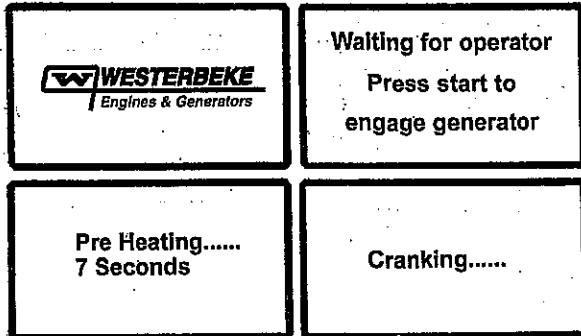 WESTERBEKE
Engines & Generators
Waiting for operator
Press start to
engage generator
Pre Heating......
7 Seconds
Cranking......